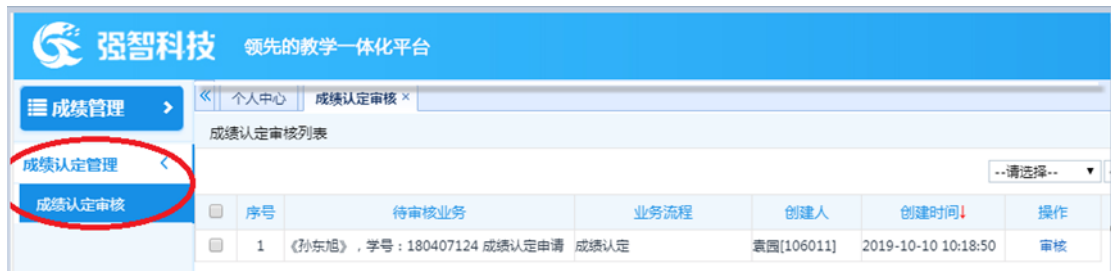 强智科技 领先的教学一体化平台
成绩管理
个人中心 成绩认定审核 ×
成绩认定审核列表
成绩认定管理
--请选择--
成绩认定审核
序号 待审核业务 业务流程 创建人 创建时间↓ 操作
1 《孙东旭》，学号：180407124 成绩认定申请 成绩认定 袁园[106011] 2019-10-10 10:18:50 审核